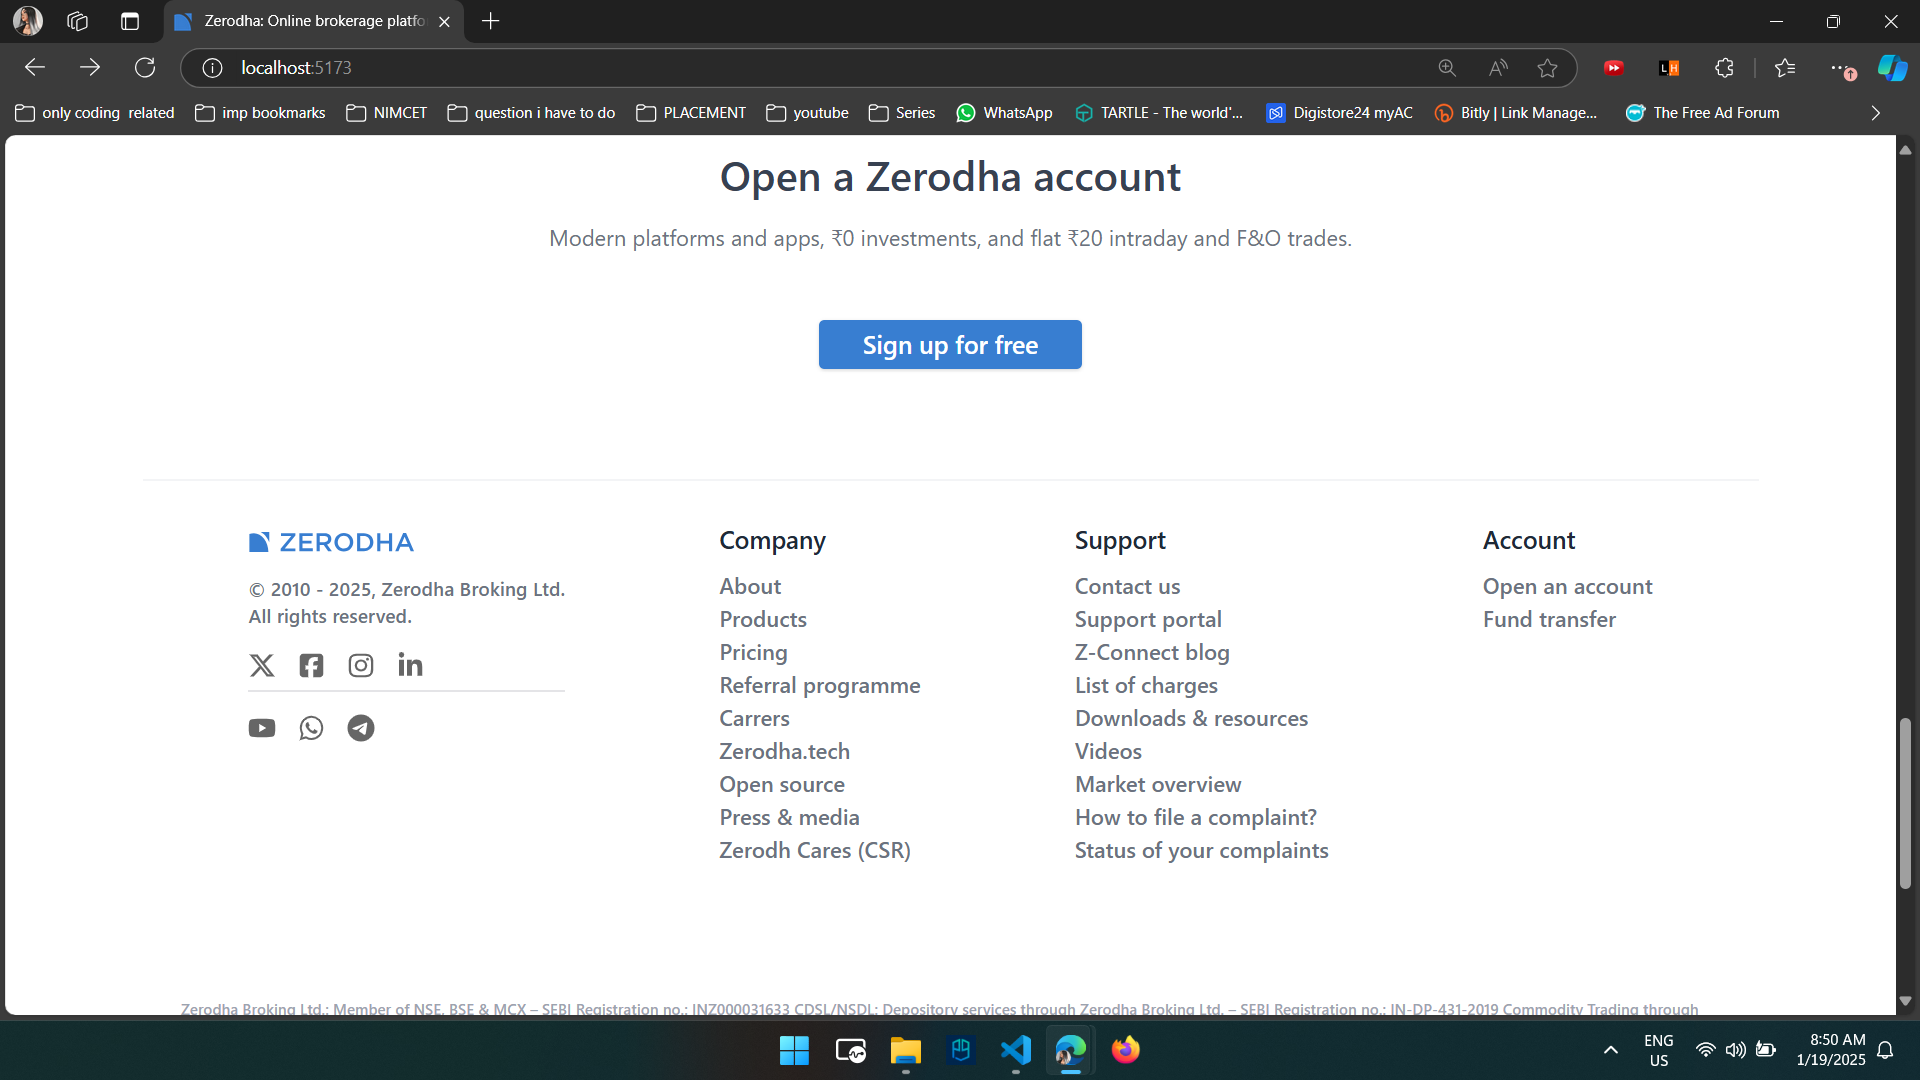 Zerodha: Online brokerage platfo
localhost:5173
only coding related
imp bookmarks
NIMCET
question i have to do
PLACEMENT
youtube
Series
WhatsApp
TARTLE - The world'...
Digistore24 myAC
Bitly | Link Manage...
The Free Ad Forum
Open a Zerodha account
Modern platforms and apps, ₹0 investments, and flat ₹20 intraday and F&O trades.
Sign up for free
ZERODHA
© 2010 - 2025, Zerodha Broking Ltd.
All rights reserved.
Company
About
Products
Pricing
Referral programme
Carrers
Zerodha.tech
Open source
Press & media
Zerodh Cares (CSR)
Support
Contact us
Support portal
Z-Connect blog
List of charges
Downloads & resources
Videos
Market overview
How to file a complaint?
Status of your complaints
Account
Open an account
Fund transfer
Zerodha Broking Ltd.: Member of NSE, BSE & MCX – SEBI Registration no.: INZ000031633 CDSL/NSDL: Depository services through Zerodha Broking Ltd. – SEBI Registration no.: IN-DP-431-2019 Commodity Trading through
ENG
US
8:50 AM
1/19/2025